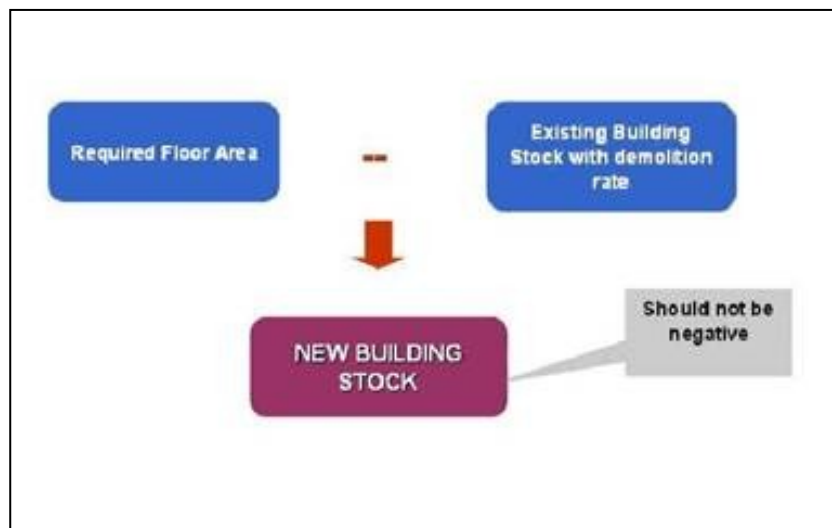 Required Floor Area
--
Existing Building
Stock with demolition
rate
Should not be
negative
NEW BUILDING
STOCK